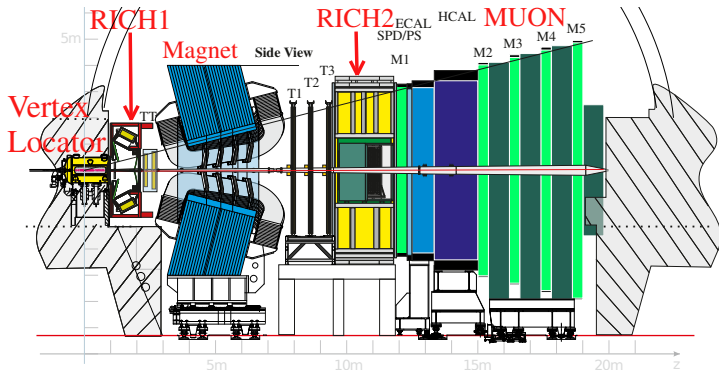 RICH1
RICH2
ECAL
HCAL
MUON
SPD/PS
5m
Magnet
Side View
M1
M2
M3
M4
M5
T1
T2
T3
Vertex
Locator
TT
5m
10m
15m
20m
z